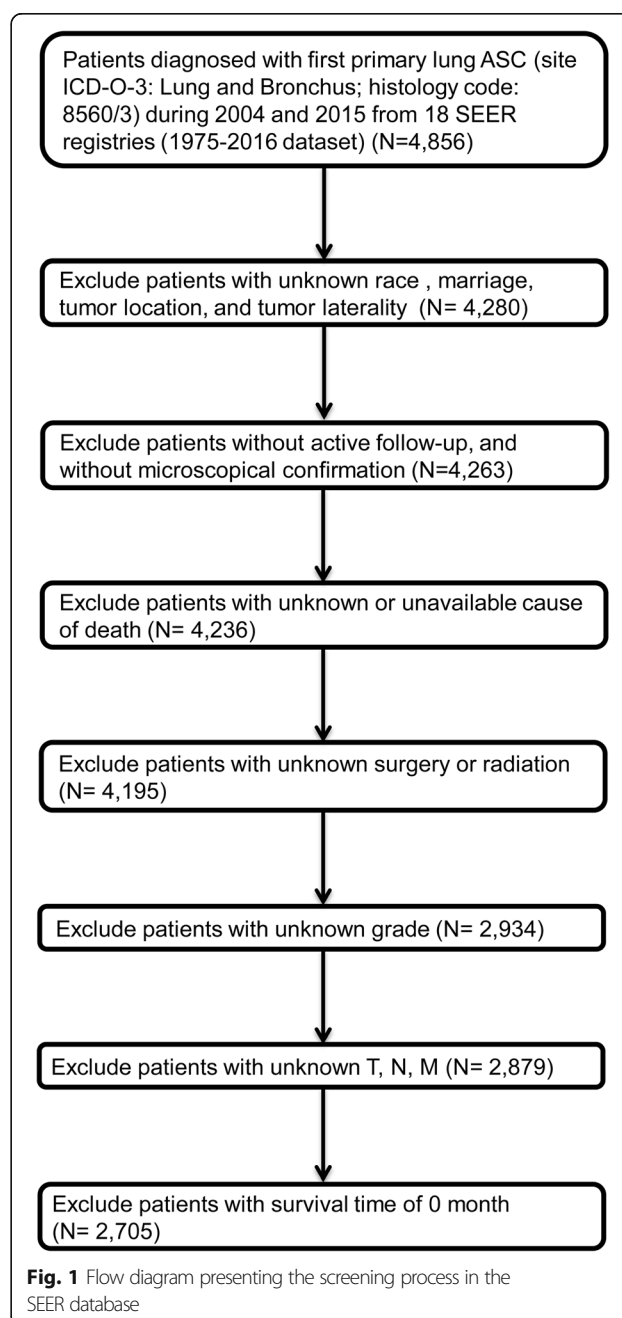 Patients diagnosed with first primary lung ASC (site
ICD-O-3: Lung and Bronchus; histology code:
8560/3) during 2004 and 2015 from 18 SEER
registries (1975-2016 dataset) (N=4,856)
Exclude patients with unknown race , marriage,
tumor location, and tumor laterality (N= 4,280)
Exclude patients without active follow-up, and
without microscopical confirmation (N=4,263)
Exclude patients with unknown or unavailable cause
of death (N= 4,236)
Exclude patients with unknown surgery or radiation
(N= 4,195)
Exclude patients with unknown grade (N= 2,934)
Exclude patients with unknown T, N, M (N= 2,879)
Exclude patients with survival time of 0 month
(N= 2,705)
Fig. 1 Flow diagram presenting the screening process in the
SEER database